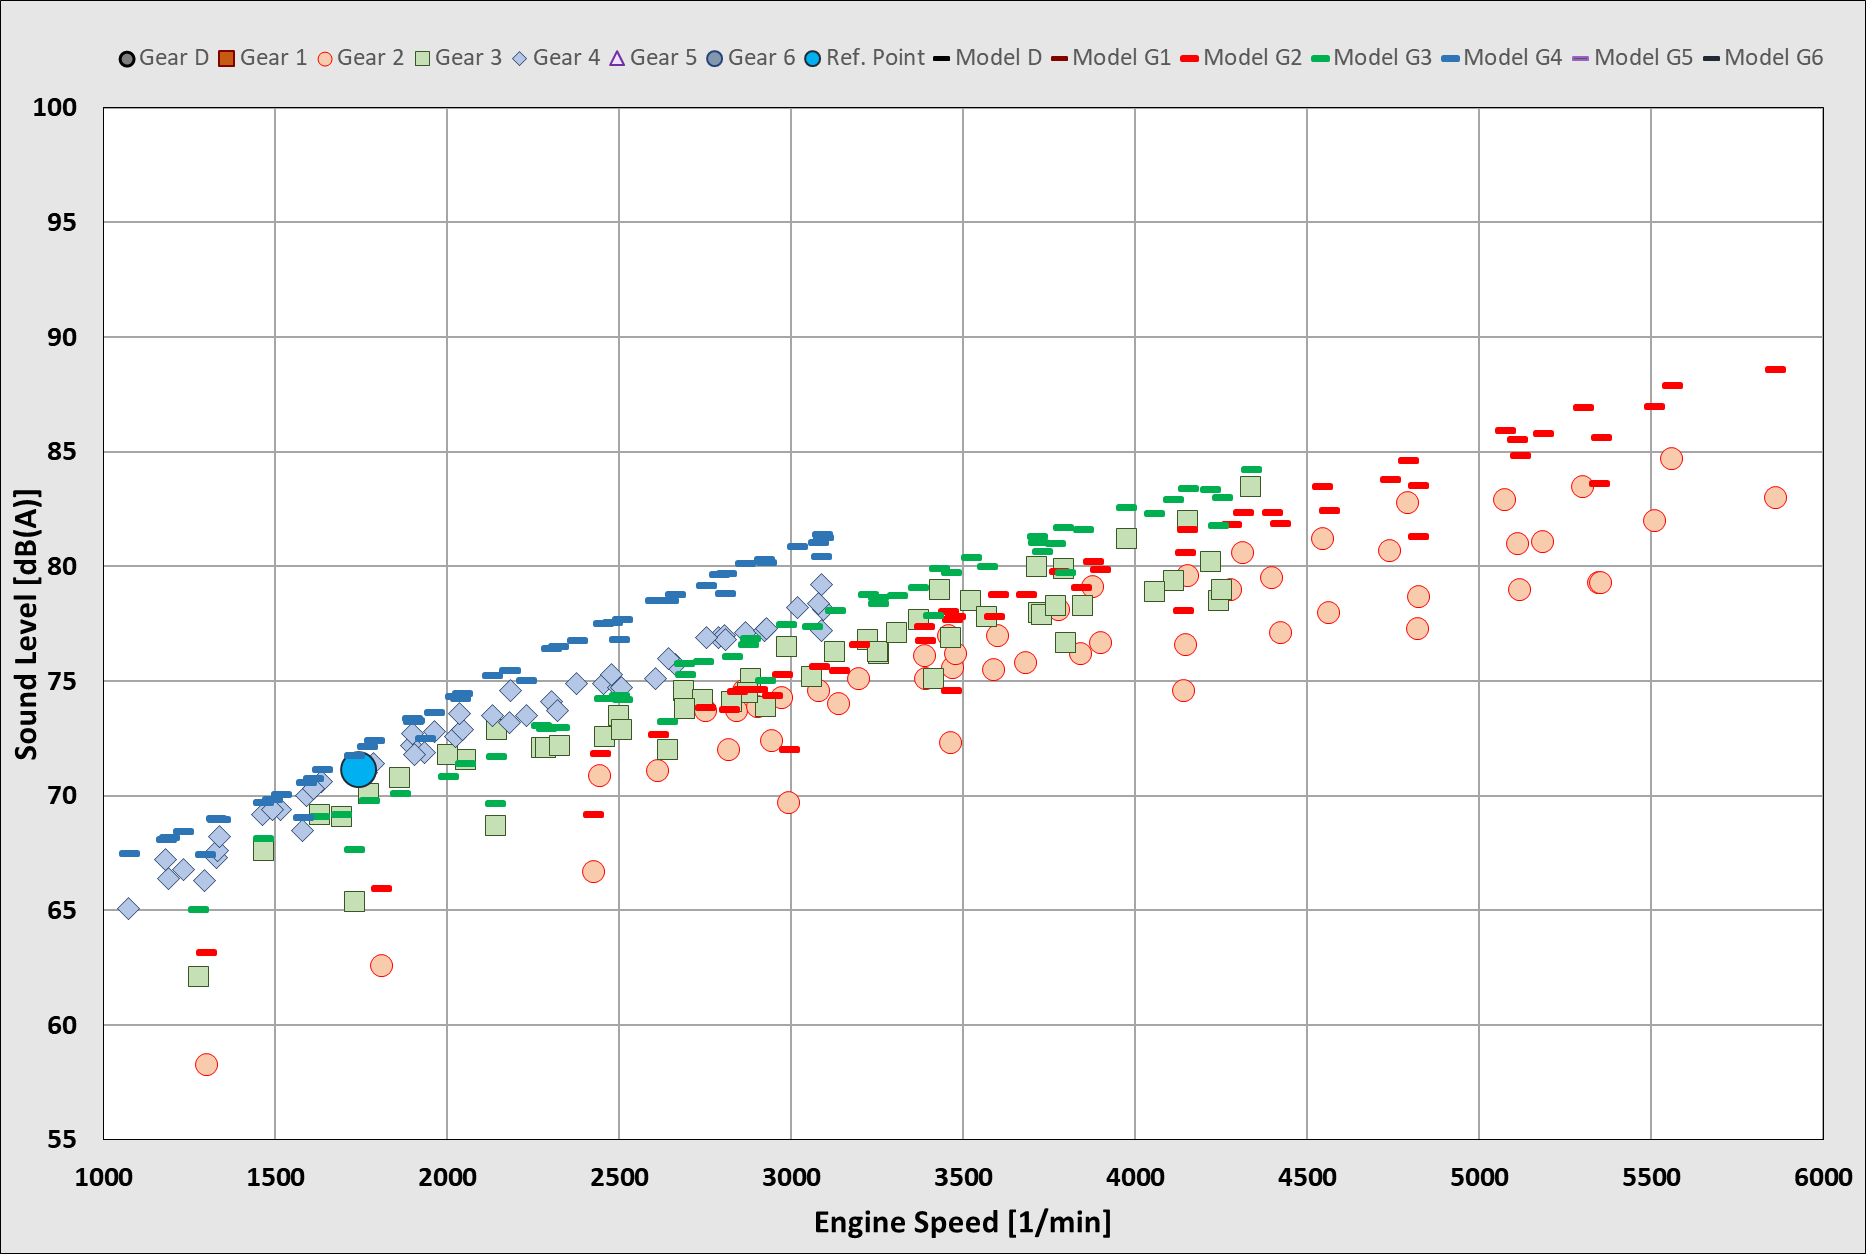 Gear D Gear 1 Gear 2 Gear 3 Gear 4 Gear 5 Gear 6 Ref. Point Model D Model G1 Model G2 Model G3 Model G4 Model G5 Model G6
100
95
90
85
80
75
70
65
60
55
Sound Level [dB(A)]
1000 1500 2000 2500 3000 3500 4000 4500 5000 5500 6000
Engine Speed [1/min]